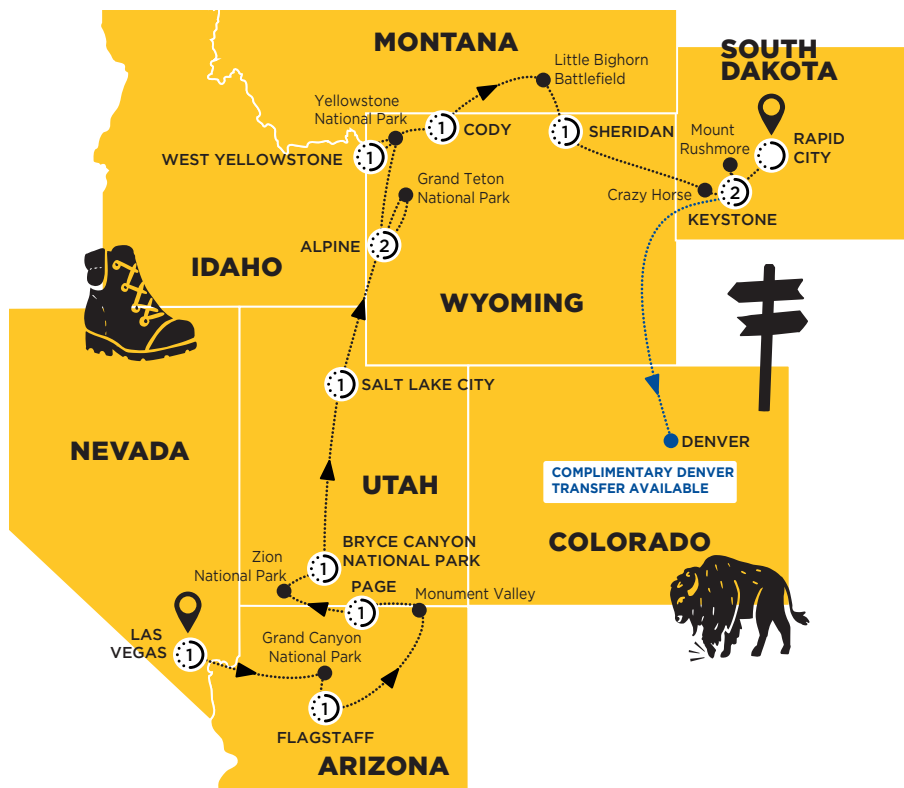 MONTANA
SOUTH
DAKOTA
Little Bighorn
Battlefield
Yellowstone
National Park
1
CODY
1
SHERIDAN
Mount
Rushmore
RAPID
CITY
WEST YELLOWSTONE
1
Grand Teton
National Park
Crazy Horse
2
KEYSTONE
ALPINE
2
IDAHO
WYOMING
1
SALT LAKE CITY
NEVADA
DENVER
COMPLIMENTARY DENVER
TRANSFER AVAILABLE
UTAH
COLORADO
BRYCE CANYON
NATIONAL PARK
1
Zion
National Park
PAGE
1
Monument Valley
LAS
VEGAS
1
Grand Canyon
National Park
1
FLAGSTAFF
ARIZONA